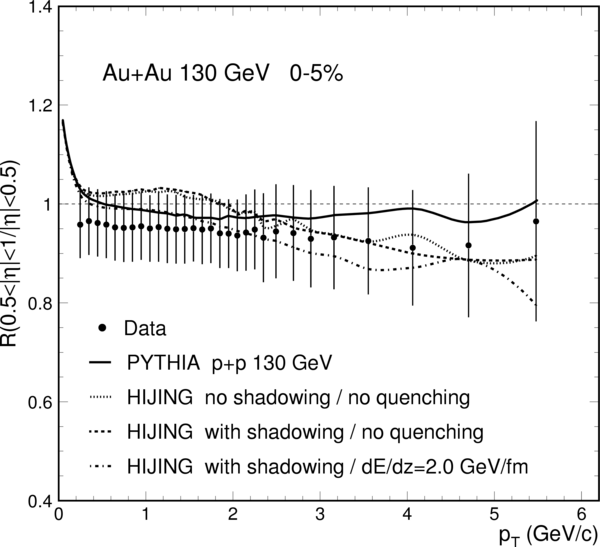 1.4
1.2
1
0.8
0.6
0.4
R(0.5<|η|<1/|η|<0.5)
Au+Au 130 GeV 0-5%
Data
PYTHIA p+p 130 GeV
HIJING no shadowing / no quenching
HIJING with shadowing / no quenching
HIJING with shadowing / dE/dz=2.0 GeV/fm
0 1 2 3 4 5 6
pT (GeV/c)